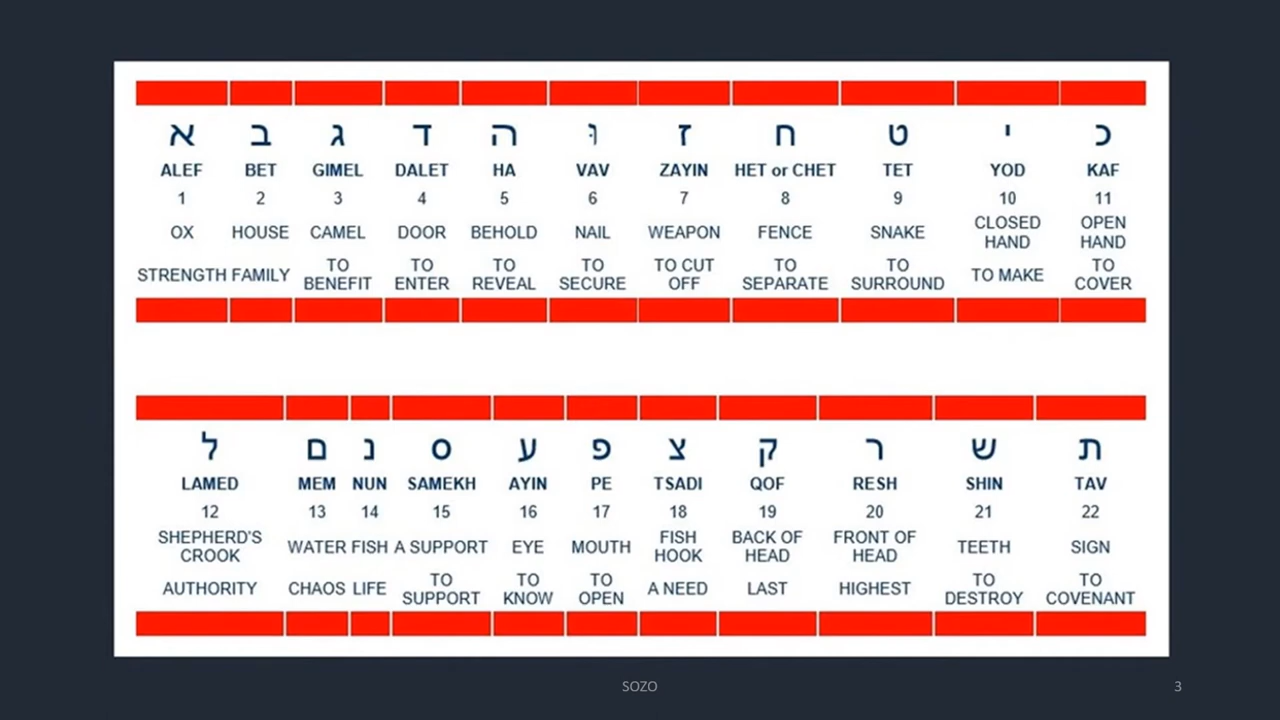 א ב ג ד ה וּ ז ח ט י כ
ALEF BET GIMEL DALET HA VAV ZAYIN HET or CHET TET YOD KAF
1 2 3 4 5 6 7 8 9 10 11
OX HOUSE CAMEL DOOR BEHOLD NAIL WEAPON FENCE SNAKE CLOSED HAND OPEN HAND
STRENGTH FAMILY TO BENEFIT TO ENTER TO REVEAL TO SECURE TO CUT OFF TO SEPARATE TO SURROUND TO MAKE TO COVER
ל ם נ ס ע פ צ ק ר ש ת
LAMED MEM NUN SAMEKH AYIN PE TSADI QOF RESH SHIN TAV
12 13 14 15 16 17 18 19 20 21 22
SHEPHERD'S CROOK WATER FISH A SUPPORT EYE MOUTH FISH HOOK BACK OF HEAD FRONT OF HEAD TEETH SIGN
AUTHORITY CHAOS LIFE TO SUPPORT TO KNOW TO OPEN A NEED LAST HIGHEST TO DESTROY TO COVENANT
SOZO 3